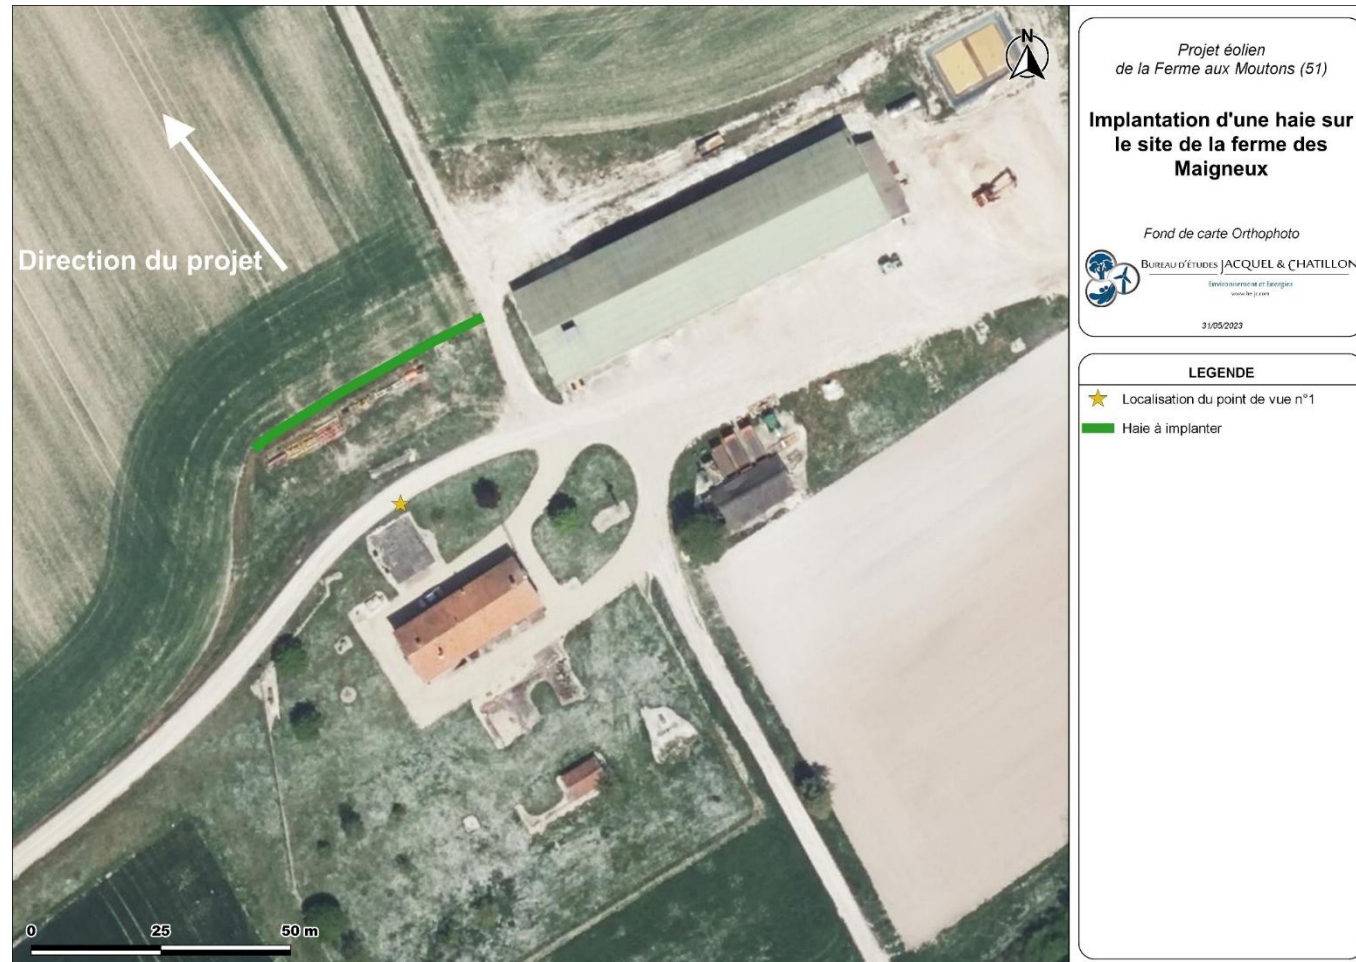 N
Direction du projet
0 25 50 m
Projet éolien
de la Ferme aux Moutons (51)
Implantation d'une haie sur
le site de la ferme des
Maigneux
Fond de carte Orthophoto
BUREAU D'ÉTUDES JACQUEL & CHATILLON
Environnement et Energies
31/05/2023
LEGENDE
Localisation du point de vue n°1
Haie à implanter